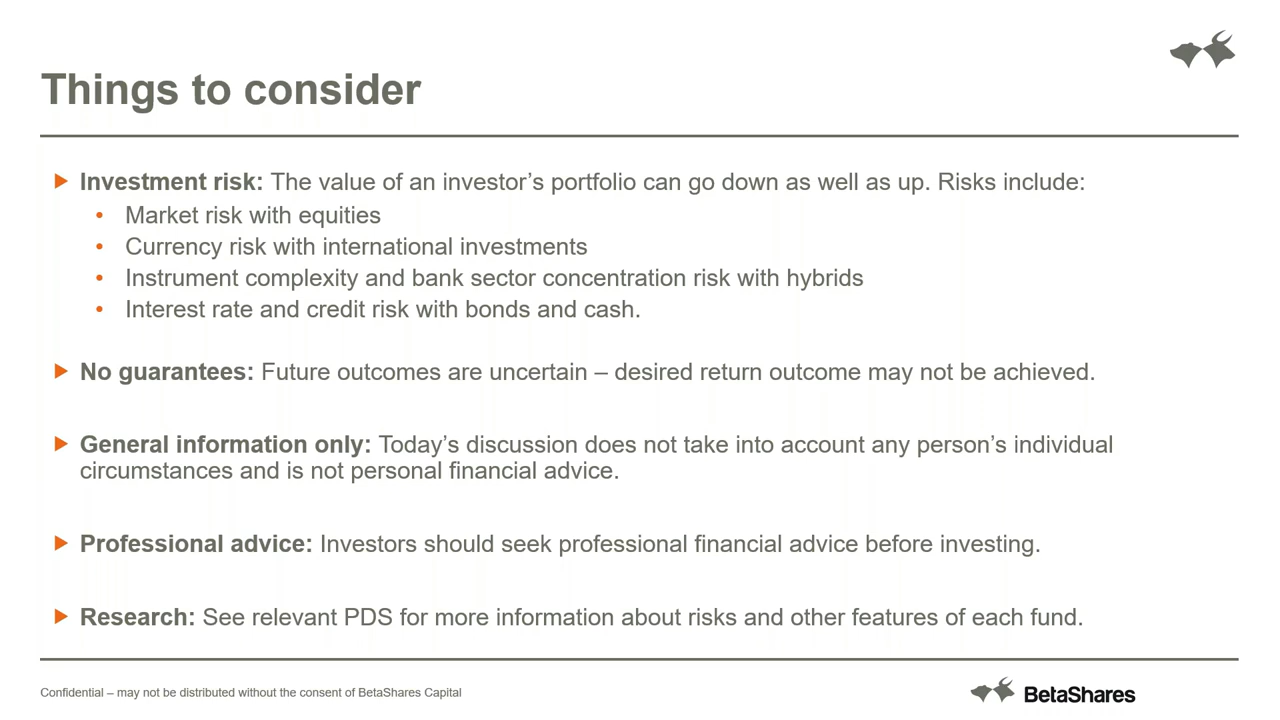 Things to consider
Investment risk: The value of an investor’s portfolio can go down as well as up. Risks include:
• Market risk with equities
• Currency risk with international investments
• Instrument complexity and bank sector concentration risk with hybrids
• Interest rate and credit risk with bonds and cash.
No guarantees: Future outcomes are uncertain – desired return outcome may not be achieved.
General information only: Today’s discussion does not take into account any person’s individual
circumstances and is not personal financial advice.
Professional advice: Investors should seek professional financial advice before investing.
Research: See relevant PDS for more information about risks and other features of each fund.
Confidential – may not be distributed without the consent of BetaShares Capital
BetaShares